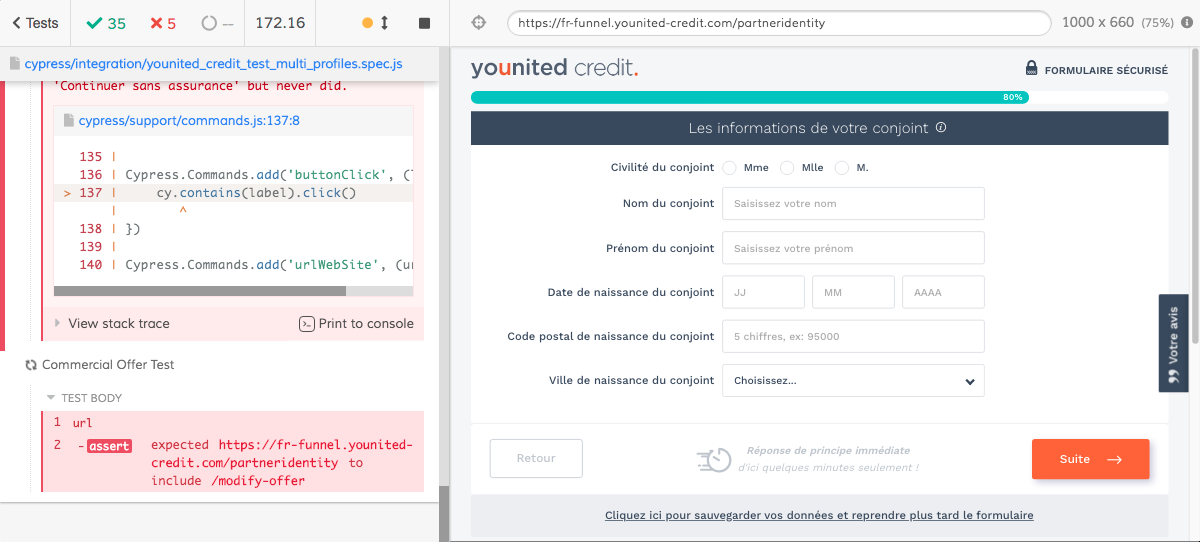 Tests
35
5
--
172.16
https://fr-funnel.younited-credit.com/partneridentity
1000 x 660 (75%)
cypress/integration/younited_credit_test_multi_profiles.spec.js
'Continuer sans assurance' but never did.
cypress/support/commands.js:137:8
135 |
136 | Cypress.Commands.add('buttonClick', (
> 137 | cy.contains(label).click()
| ^
138 | })
139 |
140 | Cypress.Commands.add('urlWebSite', (u
View stack trace
Print to console
Commercial Offer Test
TEST BODY
1 url
2 - assert expected https://fr-funnel.younited-
credit.com/partneridentity to
include /modify-offer
younited credit.
FORMULAIRE SÉCURISÉ
80%
Les informations de votre conjoint
Civilité du conjoint Mme Mlle M.
Nom du conjoint Saisissez votre nom
Prénom du conjoint Saisissez votre prénom
Date de naissance du conjoint JJ MM AAAA
Code postal de naissance du conjoint 5 chiffres, ex: 95000
Ville de naissance du conjoint Choisissez...
Votre avis
Retour
Réponse de principe immédiate
d'ici quelques minutes seulement !
Suite
Cliquez ici pour sauvegarder vos données et reprendre plus tard le formulaire